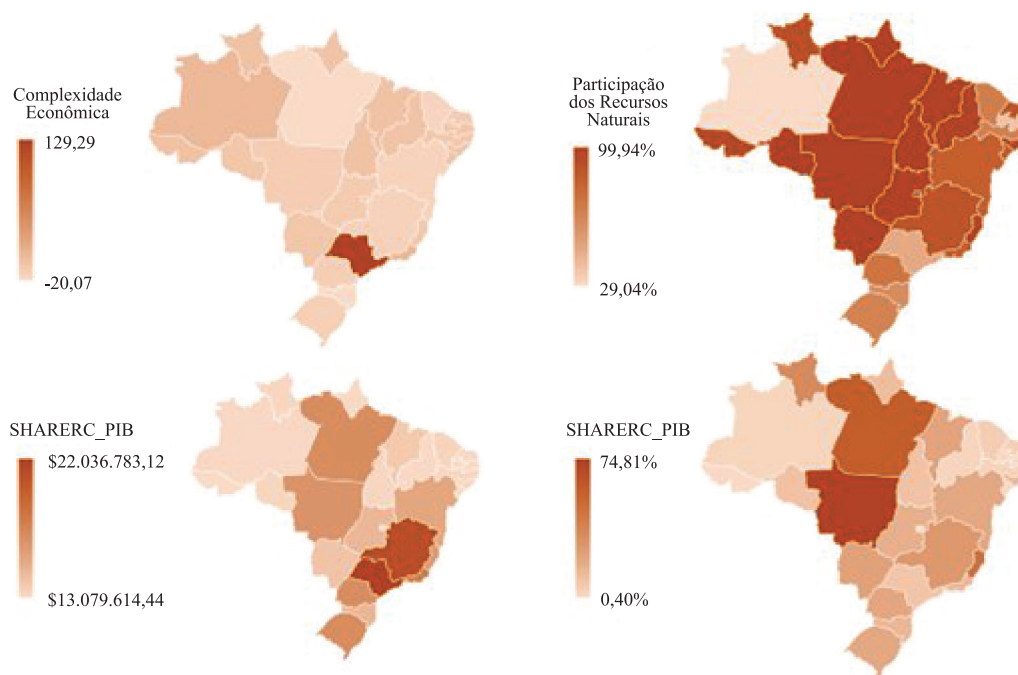 Complexidade
Econômica
129,29
-20,07
Participação
dos Recursos
Naturais
99,94%
29,04%
SHARERC_PIB
$22.036.783,12
$13.079.614,44
SHARERC_PIB
74,81%
0,40%